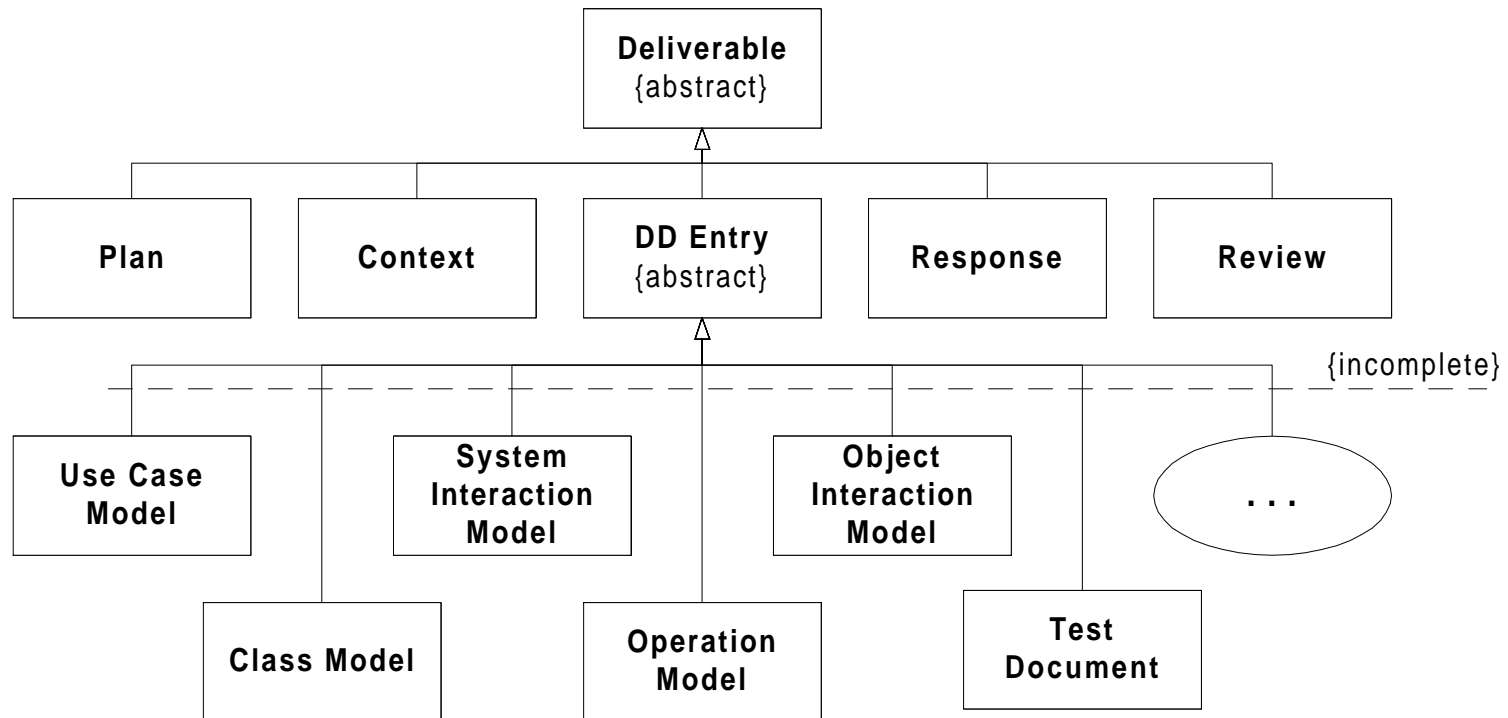 Deliverable
{abstract}
Plan
Context
DD Entry
{abstract}
Response
Review
{incomplete}
Use Case
Model
System
Interaction
Model
Object
Interaction
Model
. . .
Class Model
Operation
Model
Test
Document